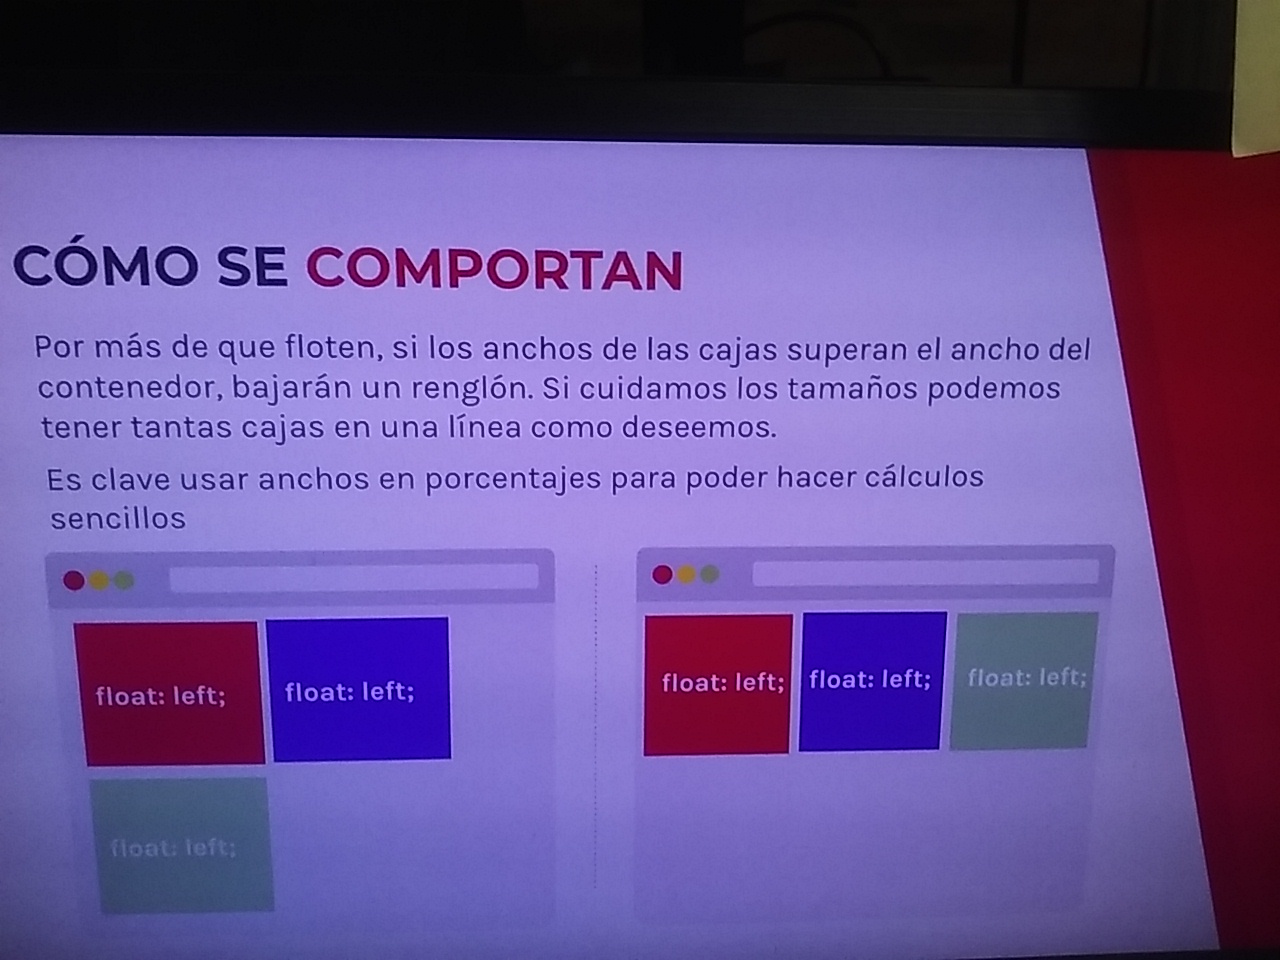 CÓMO SE COMPORTAN
Por más de que floten, si los anchos de las cajas superan el ancho del
contenedor, bajarán un renglón. Si cuidamos los tamaños podemos
tener tantas cajas en una línea como deseemos.
Es clave usar anchos en porcentajes para poder hacer cálculos
sencillos
float: left;
float: left;
float: left;
float: left;
float: left;
float: left;